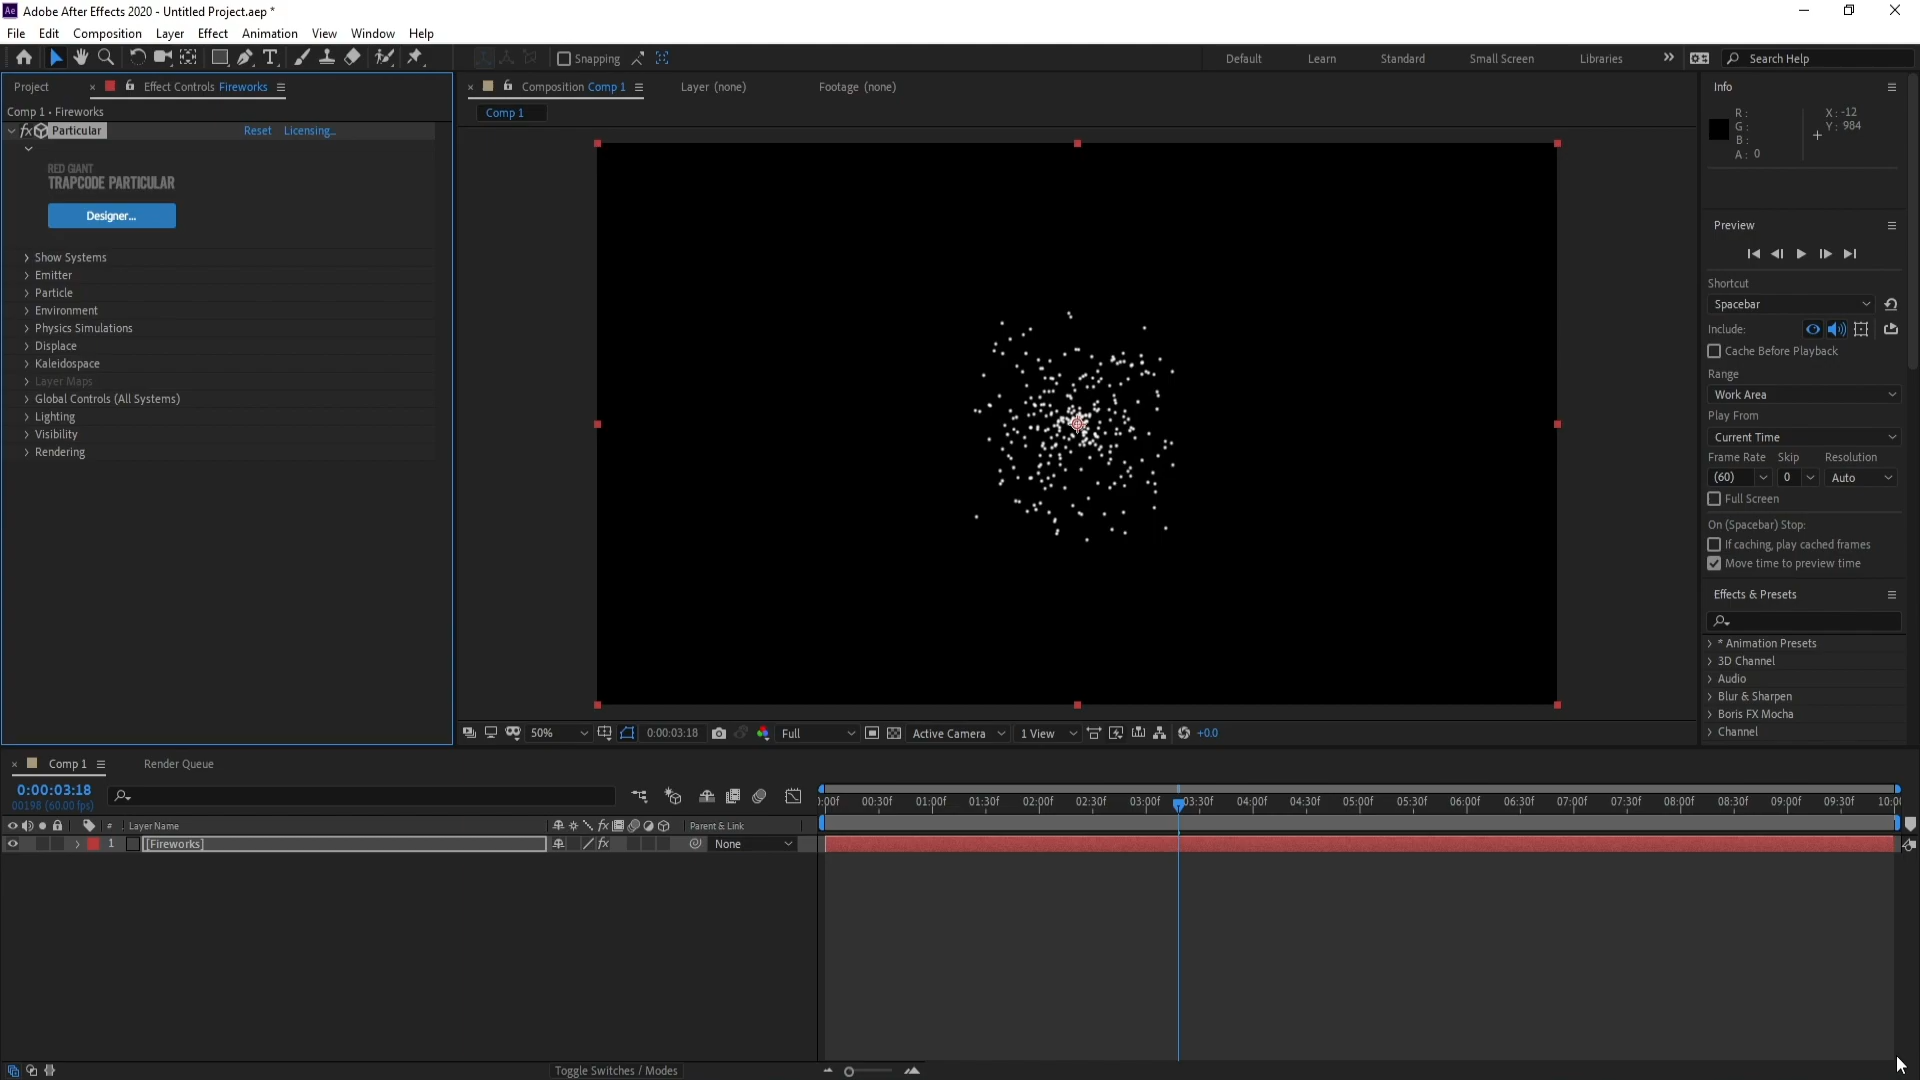 Ae Adobe After Effects 2020 - Untitled Project.aep *
File Edit Composition Layer Effect Animation View Window Help
Snapping
Default Learn Standard Small Screen Libraries
Search Help
Project
Effect Controls Fireworks
Comp 1 • Fireworks
fx Particular Reset Licensing...
RED GIANT
TRAPCODE PARTICULAR
Designer...
Show Systems
Emitter
Particle
Environment
Physics Simulations
Displace
Kaleidospace
Layer Maps
Global Controls (All Systems)
Lighting
Visibility
Rendering
Composition Comp 1
Layer (none)
Footage (none)
Comp 1
50%
0:00:03:18
Full
Active Camera
1 View
+0.0
Info
R:
G:
B:
A: 0
X: -12
Y: 984
Preview
Shortcut
Spacebar
Include:
Cache Before Playback
Range
Work Area
Play From
Current Time
Frame Rate Skip Resolution
(60) 0 Auto
Full Screen
On (Spacebar) Stop:
If caching, play cached frames
Move time to preview time
Effects & Presets
* Animation Presets
3D Channel
Audio
Blur & Sharpen
Boris FX Mocha
Channel
Comp 1
Render Queue
0:00:03:18
00198 (60.00 fps)
# Layer Name
fx
Parent & Link
1 [Fireworks]
fx
None
:00f 00:30f 01:00f 01:30f 02:00f 02:30f 03:00f 03:30f 04:00f 04:30f 05:00f 05:30f 06:00f 06:30f 07:00f 07:30f 08:00f 08:30f 09:00f 09:30f 10:0
Toggle Switches / Modes